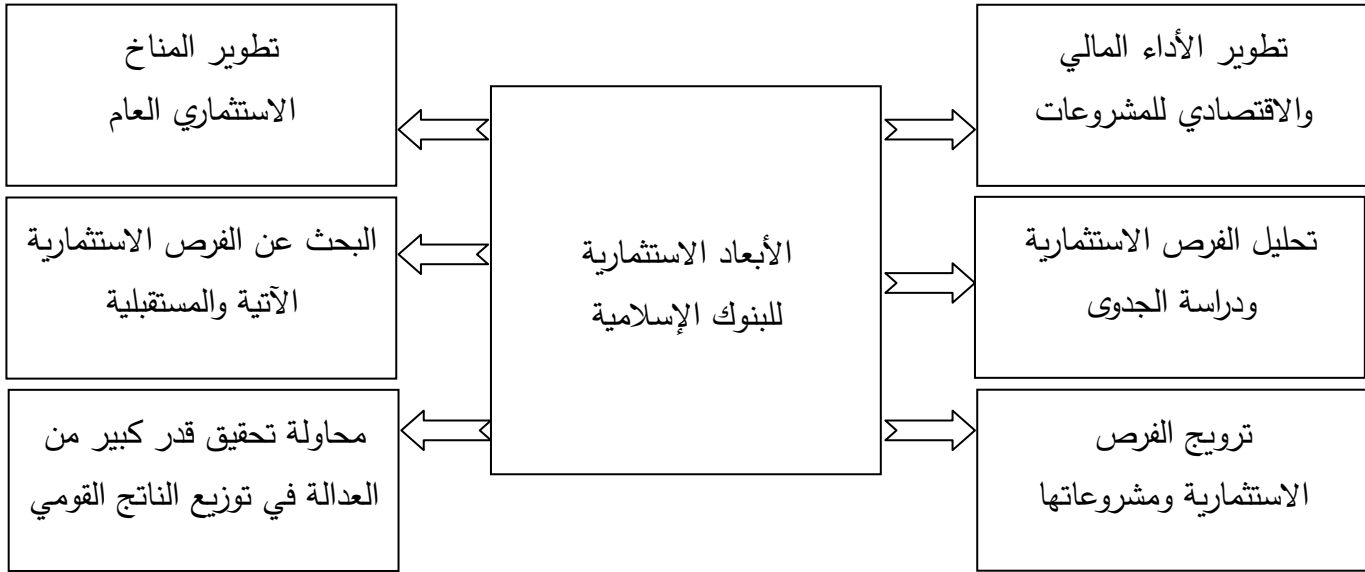 تطوير الأداء المالي
والاقتصادي للمشروعات
تحليل الفرص الاستثمارية
ودراسة الجدوى
ترويج الفرص
الاستثمارية ومشروعاتها
الأبعاد الاستثمارية
للبنوك الإسلامية
تطوير المناخ
الاستثماري العام
البحث عن الفرص الاستثمارية
الآتية والمستقبلية
محاولة تحقيق قدر كبير من
العدالة في توزيع الناتج القومي